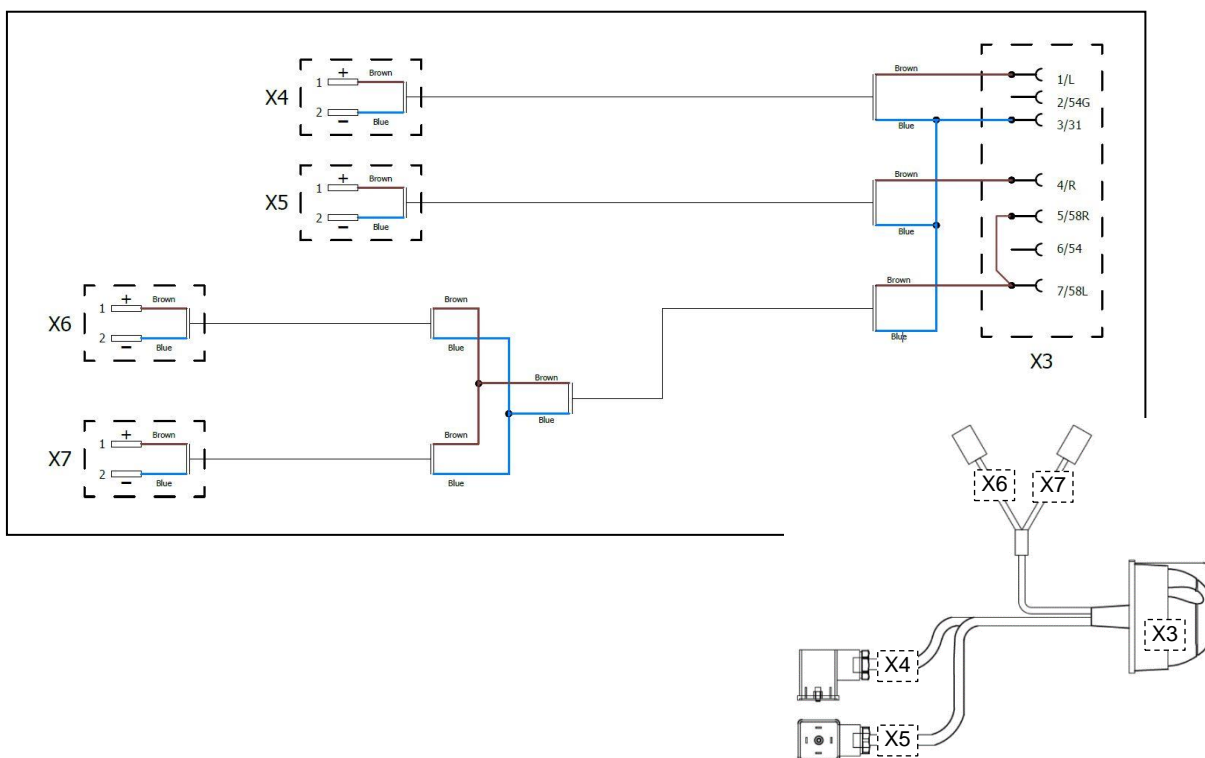 X4
1
+
Brown
2
−
Blue
Brown
Blue
1/L
2/54G
3/31
X5
1
+
Brown
2
−
Blue
Brown
Blue
4/R
5/58R
6/54
7/58L
X3
X6
1
+
Brown
2
−
Blue
Brown
Blue
Brown
Blue
Brown
Blue
X7
1
+
Brown
2
−
Blue
Brown
Blue
X6
X7
X3
X4
X5